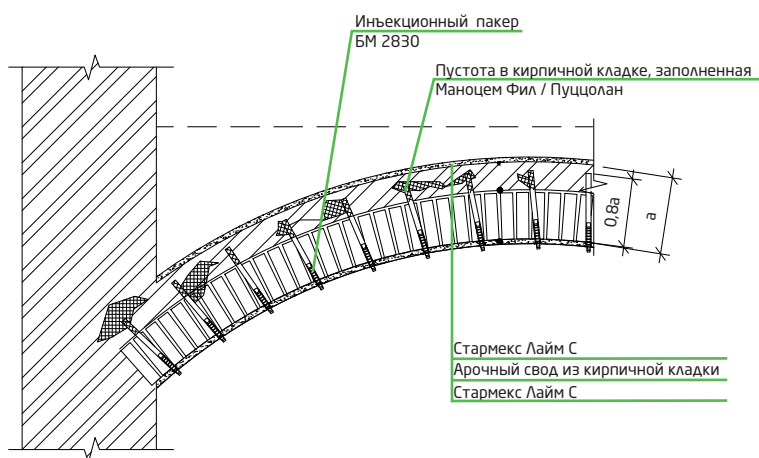 Инъекционный пакер
БМ 2830
Пустота в кирпичной кладке, заполненная
Маноцем Фил / Пуццолан
0,8a
a
Стармекс Лайм С
Арочный свод из кирпичной кладки
Стармекс Лайм С